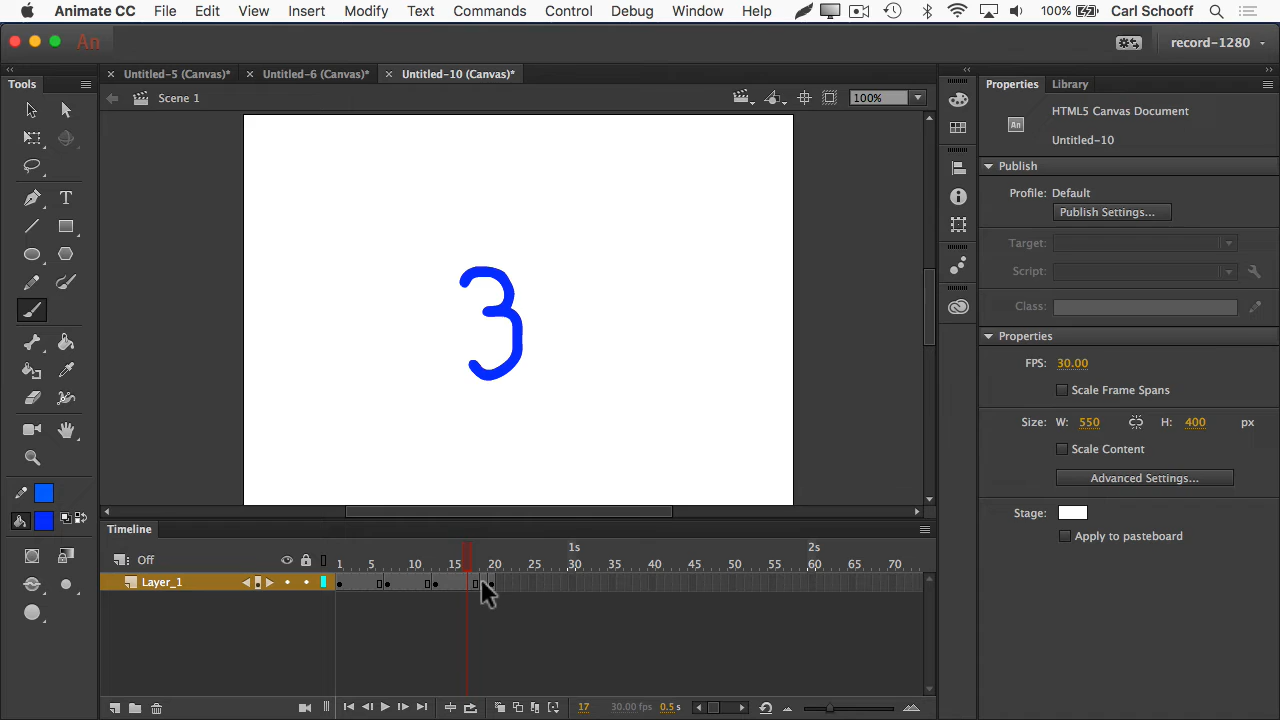 Animate CC File Edit View Insert Modify Text Commands Control Debug Window Help 100% Carl Schooff
An record-1280
Tools Untitled-5 (Canvas)* Untitled-6 (Canvas)* Untitled-10 (Canvas)* Properties Library
Scene 1 100%
HTML5 Canvas Document
An
Untitled-10
Publish
Profile: Default
Publish Settings...
Target:
Script:
Class:
3
Properties
FPS: 30.00
Scale Frame Spans
Size: W: 550 H: 400 px
Scale Content
Advanced Settings...
Stage:
Apply to pasteboard
Timeline
1s 2s
Off 1 5 10 15 20 25 30 35 40 45 50 55 60 65 70
Layer_1
17 30.00 fps 0.5 s
T